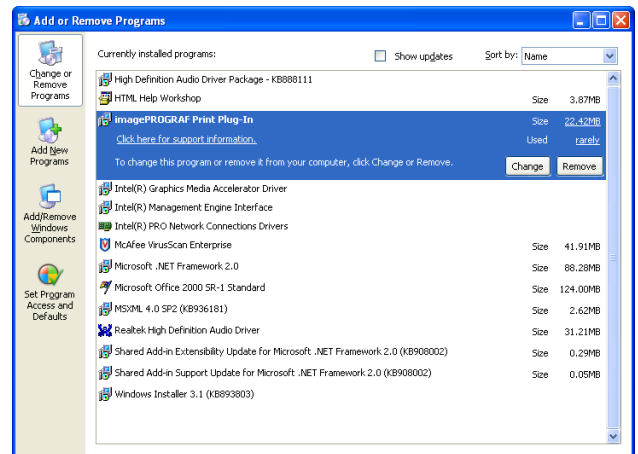 Add or Remove Programs
Change or
Remove
Programs
Add New
Programs
Add/Remove
Windows
Components
Set Program
Access and
Defaults
Currently installed programs:
Show updates
Sort by: Name
High Definition Audio Driver Package - KB888111
HTML Help Workshop Size 3.87MB
imagePROGRAF Print Plug-In Size 22.42MB
Click here for support information. Used rarely
To change this program or remove it from your computer, click Change or Remove. Change Remove
Intel(R) Graphics Media Accelerator Driver
Intel(R) Management Engine Interface
Intel(R) PRO Network Connections Drivers
McAfee VirusScan Enterprise Size 41.91MB
Microsoft .NET Framework 2.0 Size 88.28MB
Microsoft Office 2000 SR-1 Standard Size 124.00MB
MSXML 4.0 SP2 (KB936181) Size 2.62MB
Realtek High Definition Audio Driver Size 31.21MB
Shared Add-in Extensibility Update for Microsoft .NET Framework 2.0 (KB908002) Size 0.29MB
Shared Add-in Support Update for Microsoft .NET Framework 2.0 (KB908002) Size 0.05MB
Windows Installer 3.1 (KB893803)